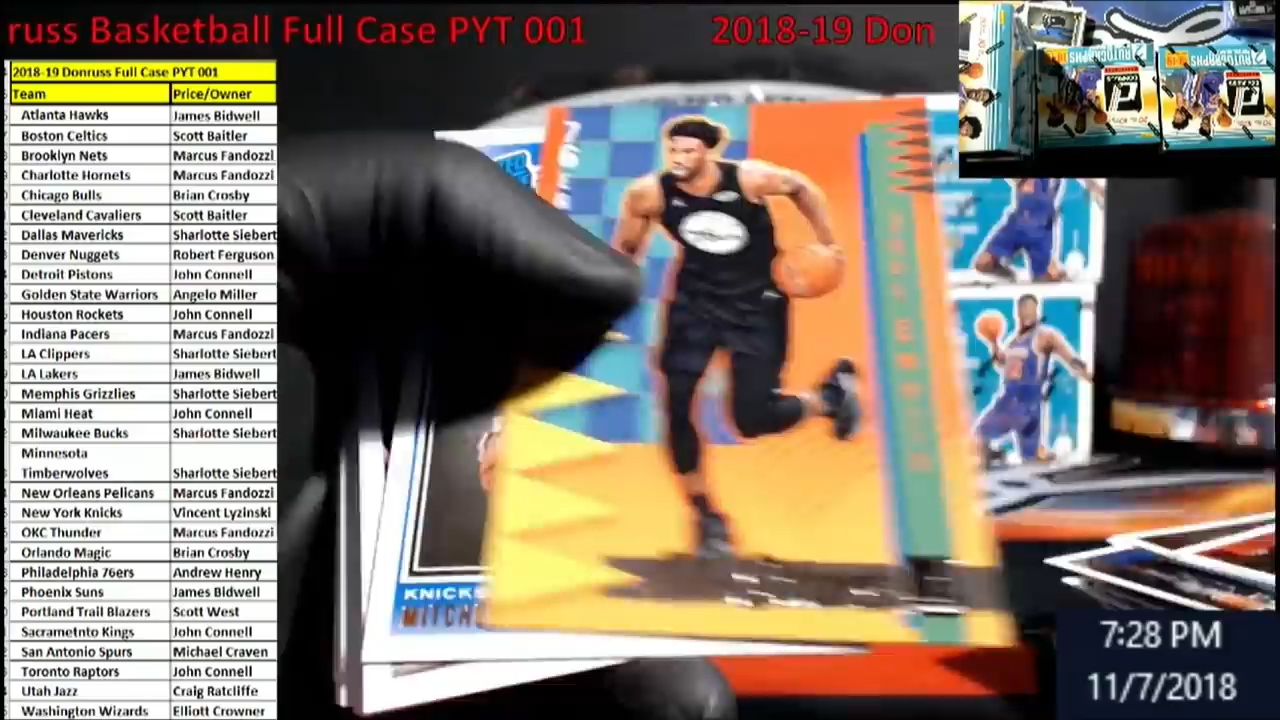 russ Basketball Full Case PYT 001 2018-19 Don
2018-19 Donruss Full Case PYT 001
Team Price/Owner
Atlanta Hawks James Bidwell
Boston Celtics Scott Baitler
Brooklyn Nets Marcus Fandozzi
Charlotte Hornets Marcus Fandozzi
Chicago Bulls Brian Crosby
Cleveland Cavaliers Scott Baitler
Dallas Mavericks Sharlotte Siebert
Denver Nuggets Robert Ferguson
Detroit Pistons John Connell
Golden State Warriors Angelo Miller
Houston Rockets John Connell
Indiana Pacers Marcus Fandozzi
LA Clippers Sharlotte Siebert
LA Lakers James Bidwell
Memphis Grizzlies Sharlotte Siebert
Miami Heat John Connell
Milwaukee Bucks Sharlotte Siebert
Minnesota
Timberwolves Sharlotte Siebert
New Orleans Pelicans Marcus Fandozzi
New York Knicks Vincent Lyzinski
OKC Thunder Marcus Fandozzi
Orlando Magic Brian Crosby
Philadelphia 76ers Andrew Henry
Phoenix Suns James Bidwell
Portland Trail Blazers Scott West
Sacrametnto Kings John Connell
San Antonio Spurs Michael Craven
Toronto Raptors John Connell
Utah Jazz Craig Ratcliffe
Washington Wizards Elliott Crowner
KNICKS
MITCH
AUTOGRAPHS
7:28 PM
11/7/2018